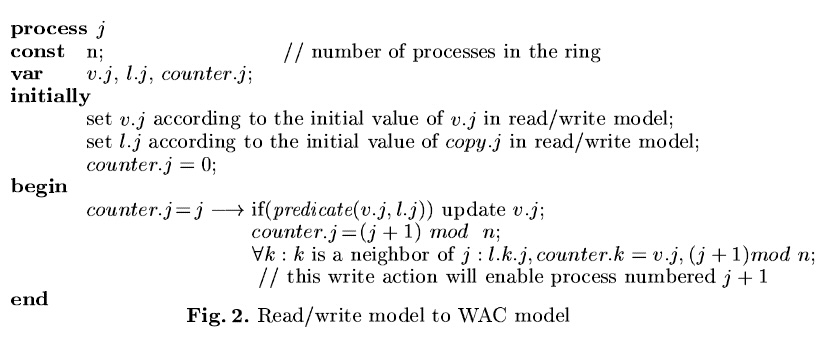 process j
const n; // number of processes in the ring
var v.j, l.j, counter.j;
initially
set v.j according to the initial value of v.j in read/write model;
set l.j according to the initial value of copy.j in read/write model;
counter.j = 0;
begin
counter.j=j ⟶ if(predicate(v.j, l.j)) update v.j;
counter.j=(j + 1) mod n;
∀k : k is a neighbor of j : l.k.j, counter.k = v.j, (j + 1)mod n;
// this write action will enable process numbered j + 1
end
Fig. 2. Read/write model to WAC model